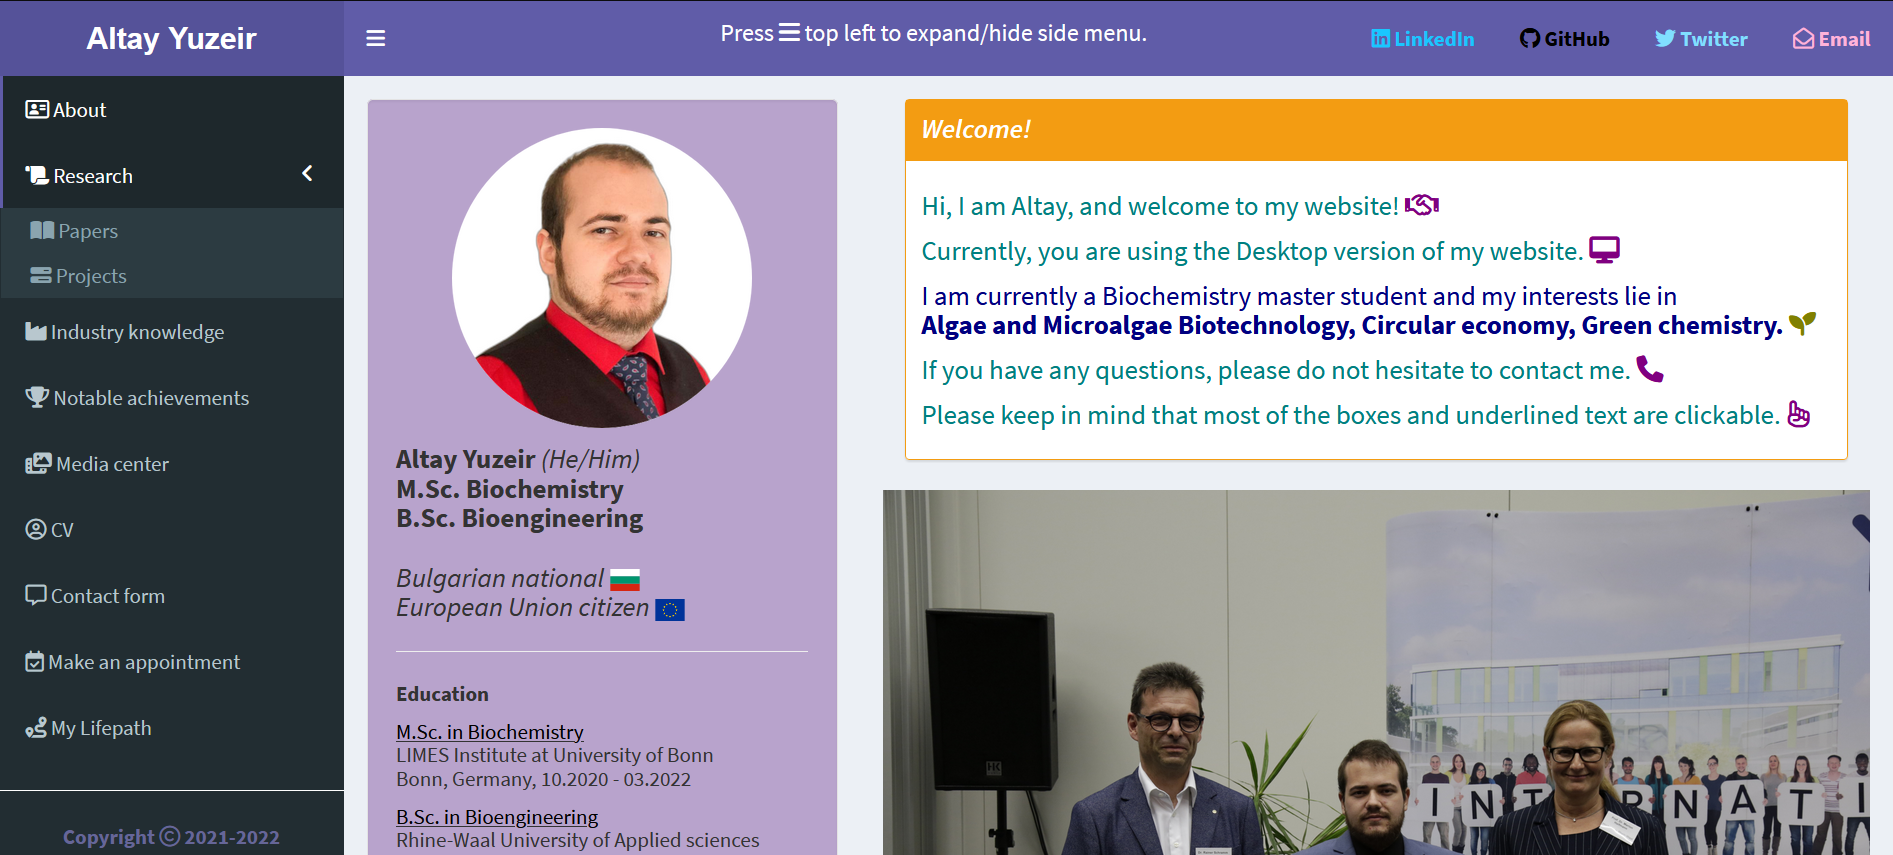 Altay Yuzeir
Press top left to expand/hide side menu.
LinkedIn
GitHub
Twitter
Email
About
Research
Papers
Projects
Industry knowledge
Notable achievements
Media center
CV
Contact form
Make an appointment
My Lifepath
Copyright © 2021-2022
Altay Yuzeir (He/Him)
M.Sc. Biochemistry
B.Sc. Bioengineering
Bulgarian national
European Union citizen
Education
M.Sc. in Biochemistry
LIMES Institute at University of Bonn
Bonn, Germany, 10.2020 - 03.2022
B.Sc. in Bioengineering
Rhine-Waal University of Applied sciences
Welcome!
Hi, I am Altay, and welcome to my website!
Currently, you are using the Desktop version of my website.
I am currently a Biochemistry master student and my interests lie in
Algae and Microalgae Biotechnology, Circular economy, Green chemistry.
If you have any questions, please do not hesitate to contact me.
Please keep in mind that most of the boxes and underlined text are clickable.
HK
INT RNATI